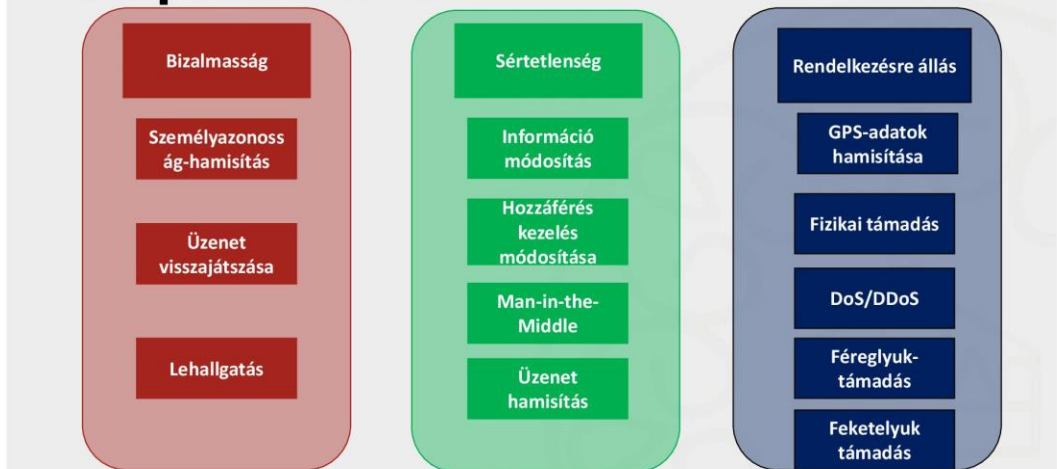 Bizalmasság
Személyazonoss
ág-hamisítás
Üzenet
visszajátszása
Lehallgatás
Sértetlenség
Információ
módosítás
Hozzáférés
kezelés
módosítása
Man-in-the-
Middle
Üzenet
hamisítás
Rendelkezésre állás
GPS-adatok
hamisítása
Fizikai támadás
DoS/DDoS
Féreglyuk-
támadás
Feketelyuk
támadás